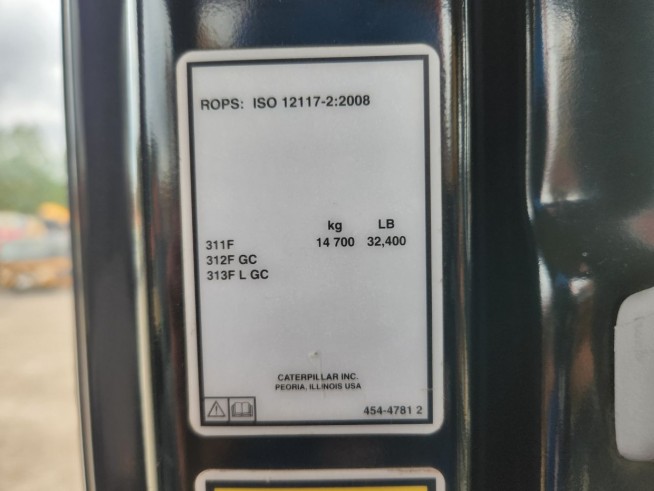 ROPS: ISO 12117-2:2008
kg LB
311F 14 700 32,400
312F GC
313F L GC
CATERPILLAR INC.
PEORIA, ILLINOIS USA
454-4781 2